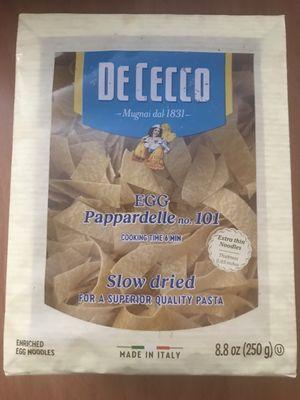 DE CECCO
Mugnai dal 1831
EGG
Pappardelle no. 101
COOKING TIME 6 MIN
Extra thin
Noodles
Thickness
Slow dried
FOR A SUPERIOR QUALITY PASTA
ENRICHED
EGG NOODLES
MADE IN ITALY
8.8 oz (250 g)